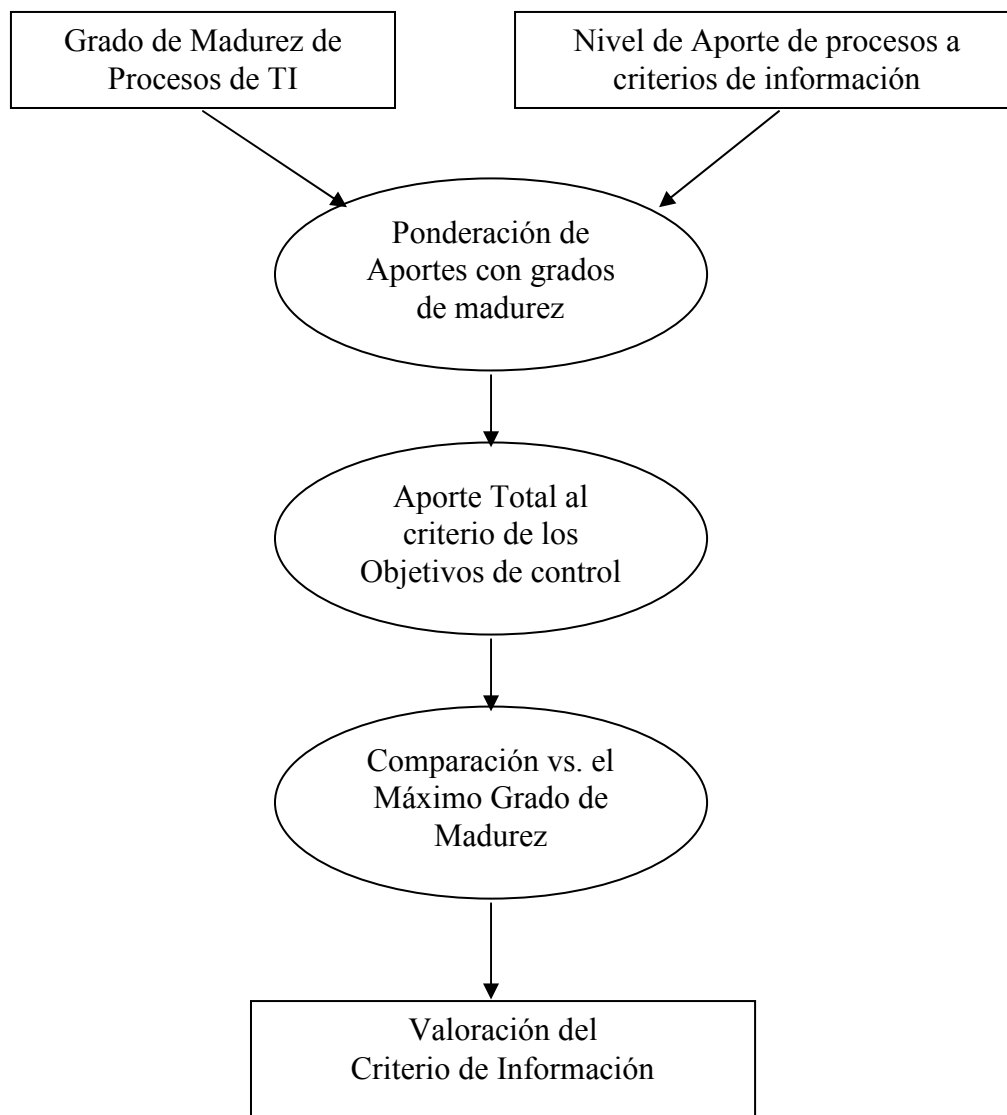 Grado de Madurez de
Procesos de TI
Nivel de Aporte de procesos a
criterios de información
Ponderación de
Aportes con grados
de madurez
Aporte Total al
criterio de los
Objetivos de control
Comparación vs. el
Máximo Grado de
Madurez
Valoración del
Criterio de Información